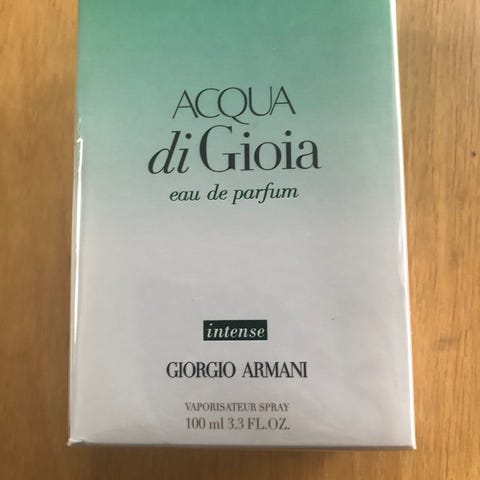 ACQUA
di Gioia
eau de parfum
intense
GIORGIO ARMANI
VAPORISATEUR SPRAY
100 ml 3.3 FL.OZ.